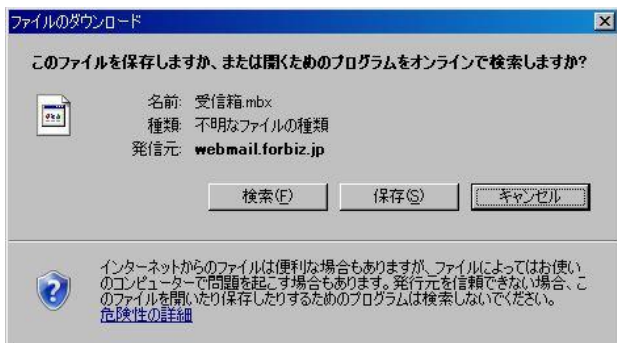 ファイルのダウンロード
このファイルを保存しますか、または開くためのプログラムをオンラインで検索しますか?
名前: 受信箱.mbx
種類: 不明なファイルの種類
発信元: webmail.forbiz.jp
検索(F)
保存(S)
キャンセル
インターネットからのファイルは便利な場合もありますが、ファイルによってはお使い
のコンピューターで問題を起こす場合もあります。発行元を信頼できない場合、こ
のファイルを開いたり保存したりするためのプログラムは検索しないでください。
危険性の詳細